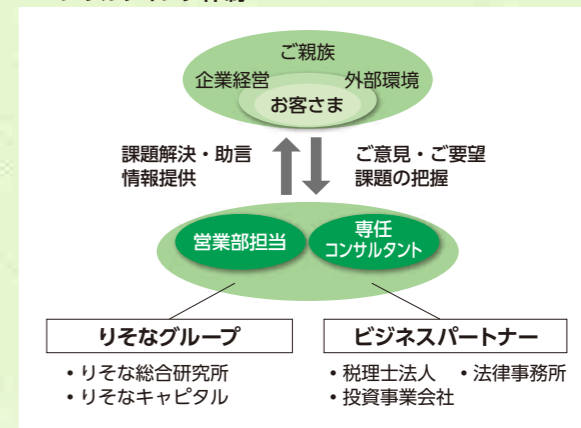 ご親族
企業経営 外部環境
お客さま
課題解決・助言 ご意見・ご要望
情報提供 課題の把握
営業部担当 専任
コンサルタント
りそなグループ ビジネスパートナー
・りそな総合研究所 ・税理士法人 ・法律事務所
・りそなキャピタル ・投資事業会社